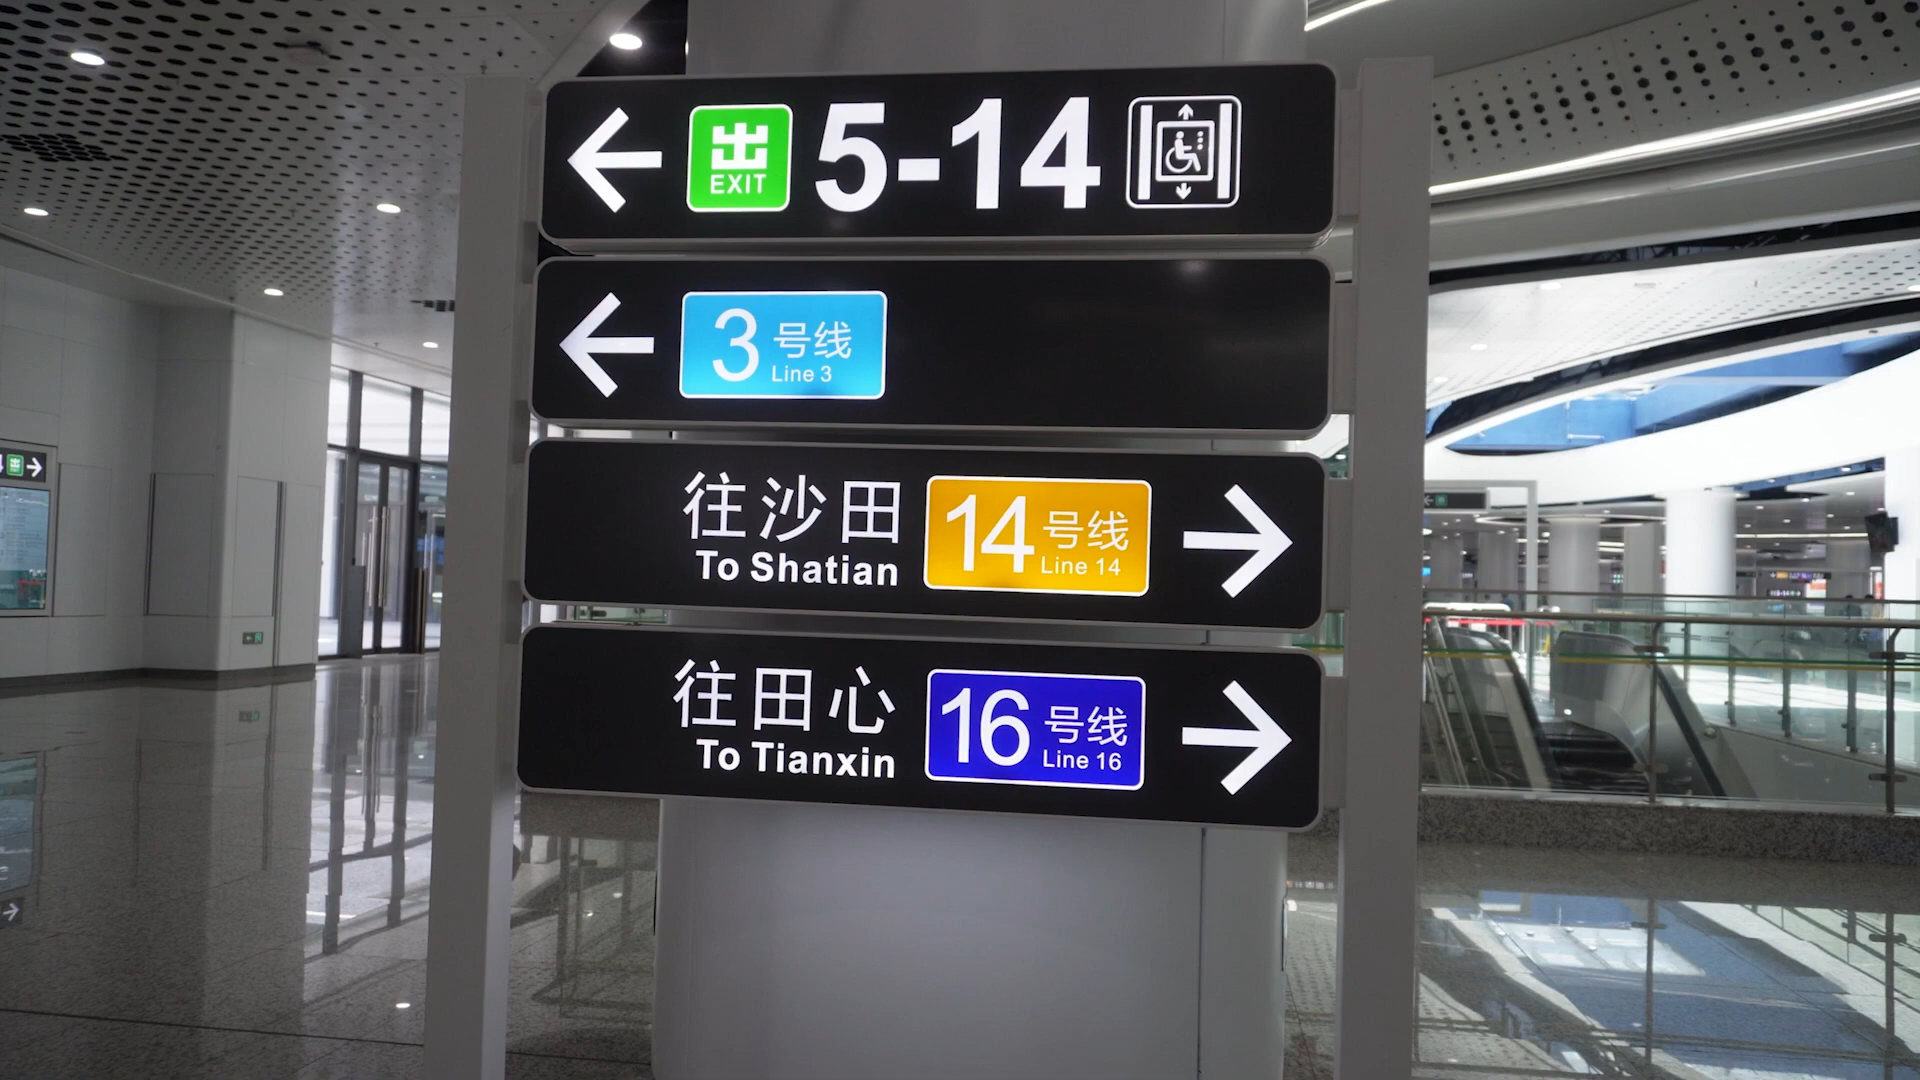 出 EXIT 5-14
3号线 Line 3
往沙田 14号线
To Shatian Line 14
往田心 16号线
To Tianxin Line 16